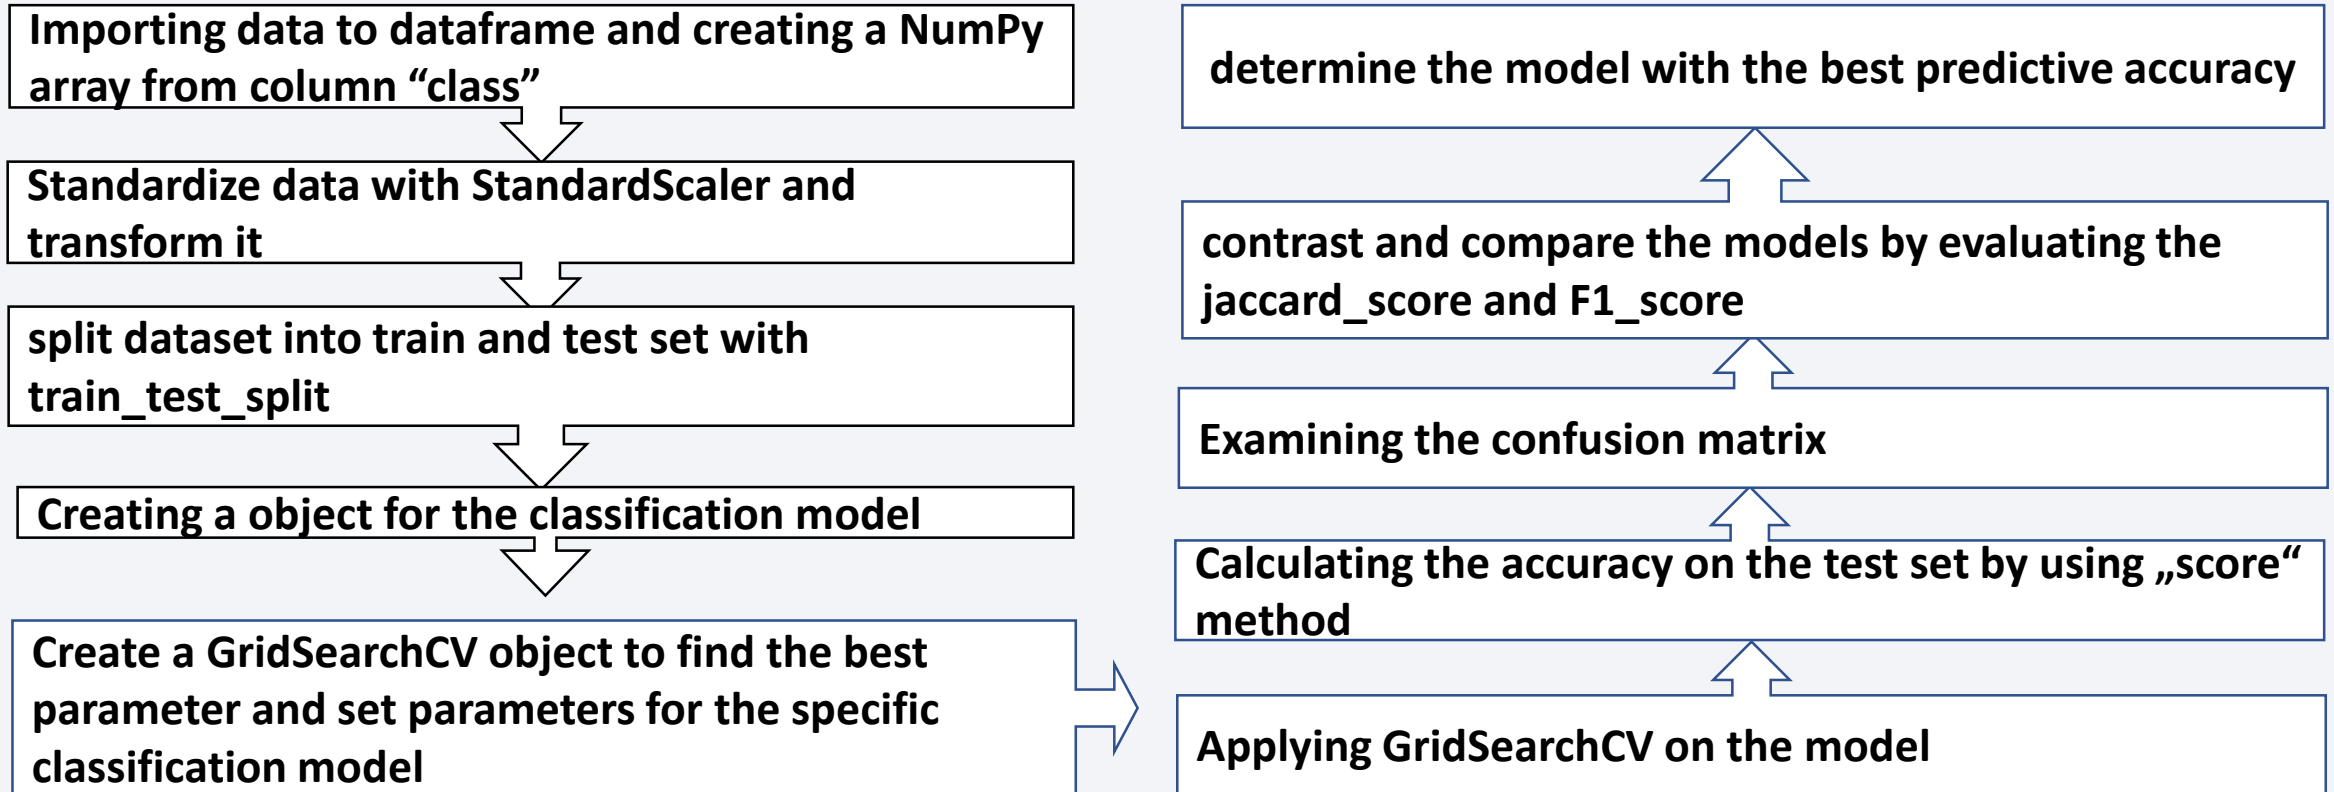 Importing data to dataframe and creating a NumPy
array from column “class”
Standardize data with StandardScaler and
transform it
split dataset into train and test set with
train_test_split
Creating a object for the classification model
Create a GridSearchCV object to find the best
parameter and set parameters for the specific
classification model
Applying GridSearchCV on the model
Calculating the accuracy on the test set by using „score“
method
Examining the confusion matrix
contrast and compare the models by evaluating the
jaccard_score and F1_score
determine the model with the best predictive accuracy